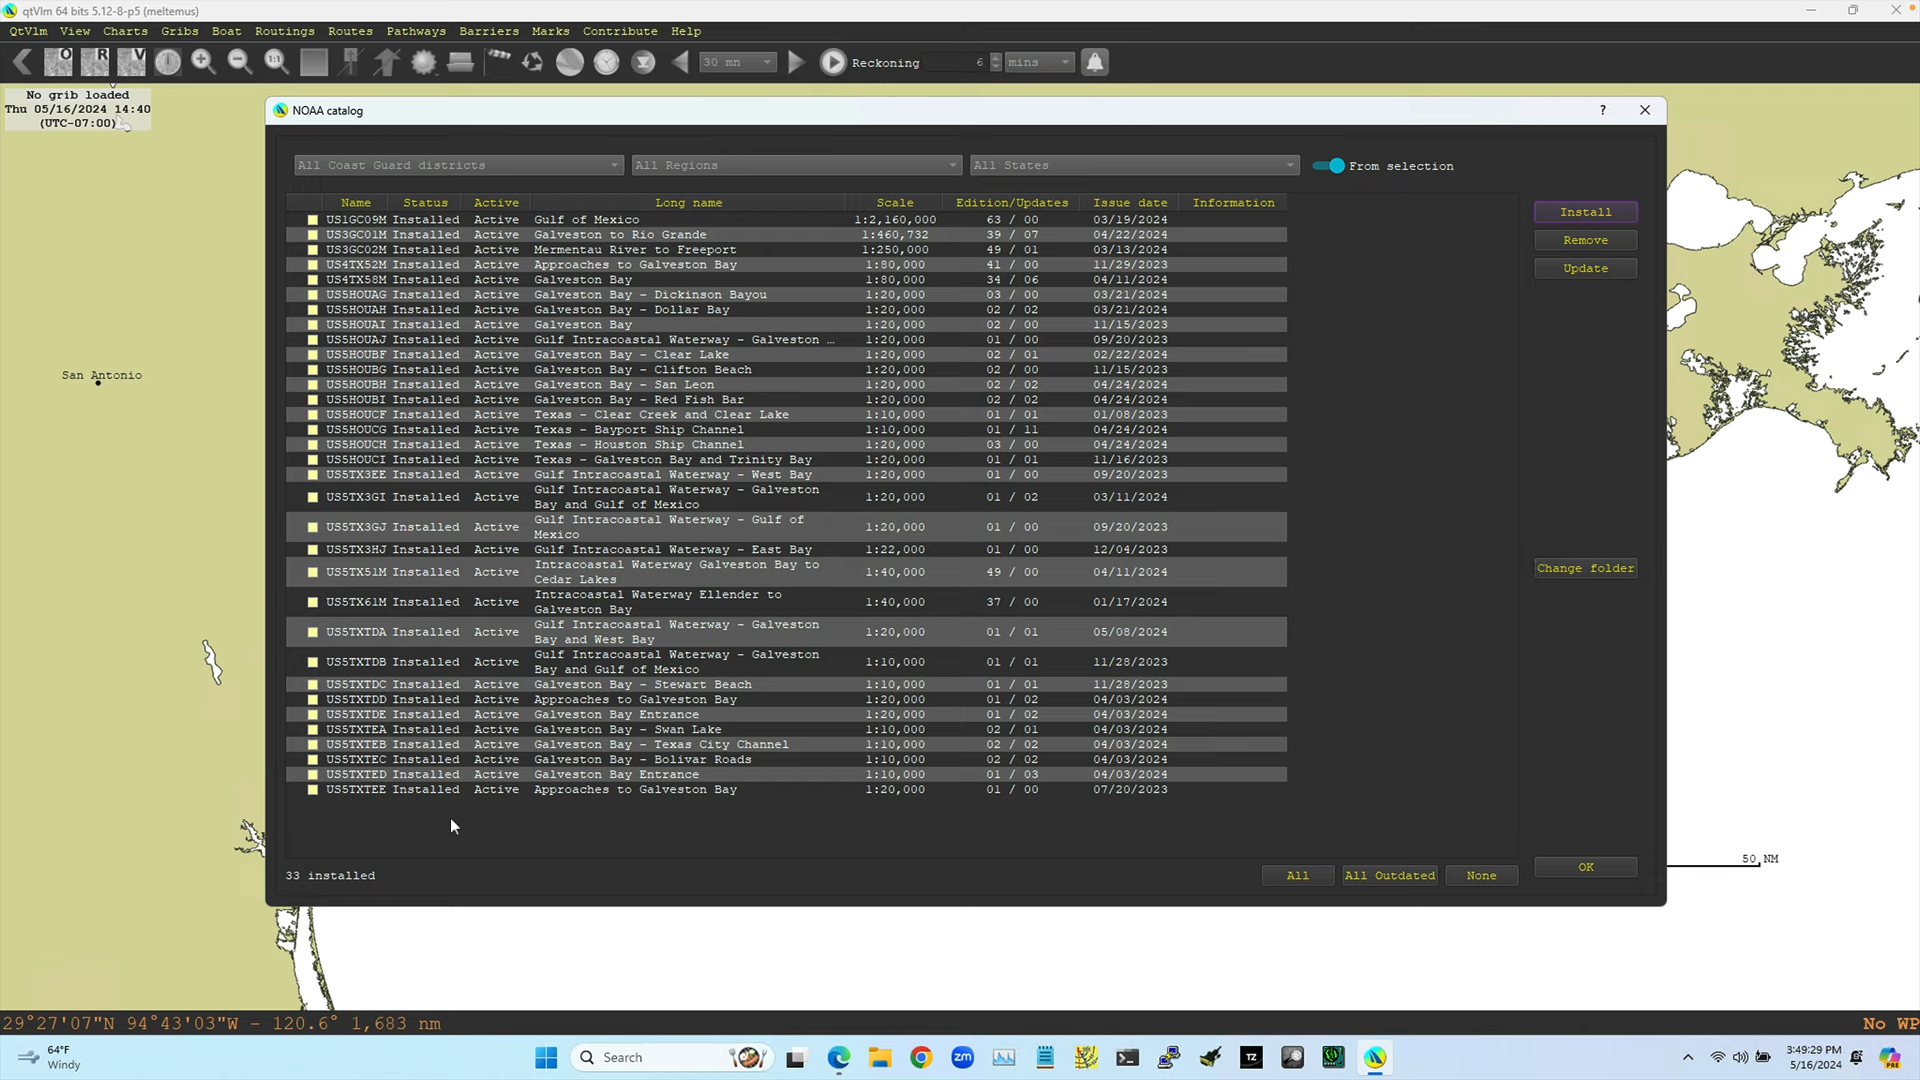 qtVlm 64 bits 5.12-8-p5 (meltemus)
QtVlm View Charts Gribs Boat Routings Routes Pathways Barriers Marks Contribute Help
O R V 1:1 30 mn Reckoning 6 mins
No grib loaded
Thu 05/16/2024 14:40
(UTC-07:00)
NOAA catalog ?
All Coast Guard districts All Regions All States From selection
Name Status Active Long name Scale Edition/Updates Issue date Information
US1GC09M Installed Active Gulf of Mexico 1:2,160,000 63 / 00 03/19/2024
US3GC01M Installed Active Galveston to Rio Grande 1:460,732 39 / 07 04/22/2024
US3GC02M Installed Active Mermentau River to Freeport 1:250,000 49 / 01 03/13/2024
US4TX52M Installed Active Approaches to Galveston Bay 1:80,000 41 / 00 11/29/2023
US4TX58M Installed Active Galveston Bay 1:80,000 34 / 06 04/11/2024
US5HOUAG Installed Active Galveston Bay - Dickinson Bayou 1:20,000 03 / 00 03/21/2024
US5HOUAH Installed Active Galveston Bay - Dollar Bay 1:20,000 02 / 02 03/21/2024
US5HOUAI Installed Active Galveston Bay 1:20,000 02 / 00 11/15/2023
US5HOUAJ Installed Active Gulf Intracoastal Waterway - Galveston … 1:20,000 01 / 00 09/20/2023
US5HOUBF Installed Active Galveston Bay - Clear Lake 1:20,000 02 / 01 02/22/2024
US5HOUBG Installed Active Galveston Bay - Clifton Beach 1:20,000 02 / 00 11/15/2023
US5HOUBH Installed Active Galveston Bay - San Leon 1:20,000 02 / 02 04/24/2024
US5HOUBI Installed Active Galveston Bay - Red Fish Bar 1:20,000 02 / 02 04/24/2024
US5HOUCF Installed Active Texas - Clear Creek and Clear Lake 1:10,000 01 / 01 01/08/2023
US5HOUCG Installed Active Texas - Bayport Ship Channel 1:10,000 01 / 11 04/24/2024
US5HOUCH Installed Active Texas - Houston Ship Channel 1:20,000 03 / 00 04/24/2024
US5HOUCI Installed Active Texas - Galveston Bay and Trinity Bay 1:20,000 01 / 01 11/16/2023
US5TX3EE Installed Active Gulf Intracoastal Waterway - West Bay 1:20,000 01 / 00 09/20/2023
US5TX3GI Installed Active Gulf Intracoastal Waterway - Galveston 1:20,000 01 / 02 03/11/2024
Bay and Gulf of Mexico
US5TX3GJ Installed Active Gulf Intracoastal Waterway - Gulf of 1:20,000 01 / 00 09/20/2023
Mexico
US5TX3HJ Installed Active Gulf Intracoastal Waterway - East Bay 1:22,000 01 / 00 12/04/2023
US5TX51M Installed Active Intracoastal Waterway Galveston Bay to 1:40,000 49 / 00 04/11/2024
Cedar Lakes
US5TX61M Installed Active Intracoastal Waterway Ellender to 1:40,000 37 / 00 01/17/2024
Galveston Bay
US5TXTDA Installed Active Gulf Intracoastal Waterway - Galveston 1:20,000 01 / 01 05/08/2024
Bay and West Bay
US5TXTDB Installed Active Gulf Intracoastal Waterway - Galveston 1:10,000 01 / 01 11/28/2023
Bay and Gulf of Mexico
US5TXTDC Installed Active Galveston Bay - Stewart Beach 1:10,000 01 / 01 11/28/2023
US5TXTDD Installed Active Approaches to Galveston Bay 1:20,000 01 / 02 04/03/2024
US5TXTDE Installed Active Galveston Bay Entrance 1:20,000 01 / 02 04/03/2024
US5TXTEA Installed Active Galveston Bay - Swan Lake 1:10,000 02 / 01 04/03/2024
US5TXTEB Installed Active Galveston Bay - Texas City Channel 1:10,000 02 / 02 04/03/2024
US5TXTEC Installed Active Galveston Bay - Bolivar Roads 1:10,000 02 / 02 04/03/2024
US5TXTED Installed Active Galveston Bay Entrance 1:10,000 01 / 03 04/03/2024
US5TXTEE Installed Active Approaches to Galveston Bay 1:20,000 01 / 00 07/20/2023
Install
Remove
Update
Change folder
33 installed
All All Outdated None OK
San Antonio
50 NM
29°27'07"N 94°43'03"W - 120.6° 1,683 nm No WP
64°F
Windy
Search
zm
TZ
PRE
3:49:29 PM
5/16/2024